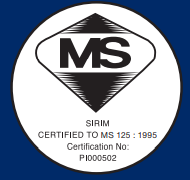 MS
SIRIM
CERTIFIED TO MS 125 : 1995
Certification No:
PI000502